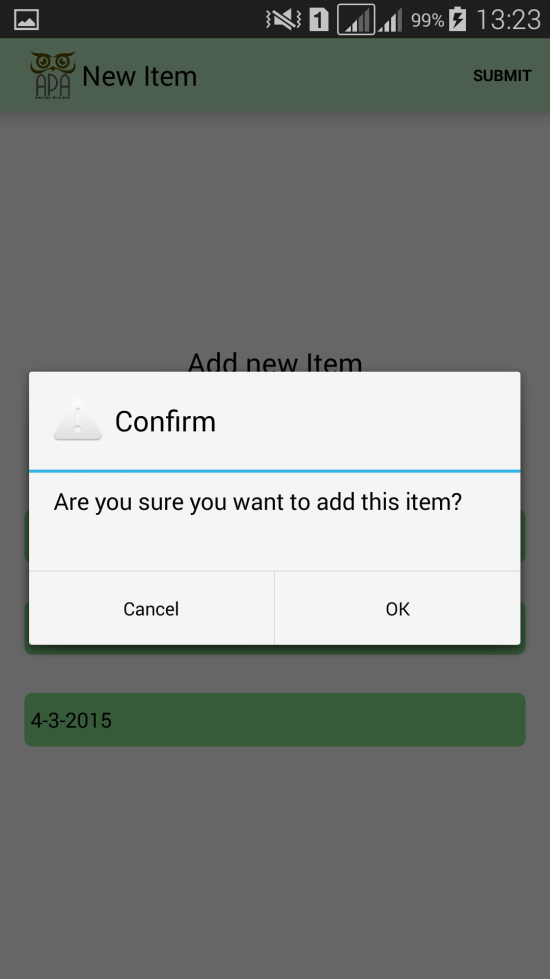 1 99% 13:23
APA New Item SUBMIT
Add new Item
Confirm
Are you sure you want to add this item?
Cancel OK
4-3-2015